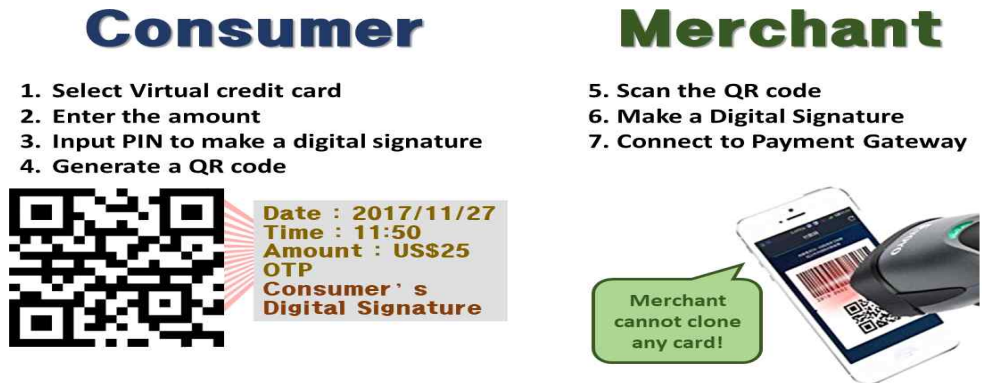 Consumer
1. Select Virtual credit card
2. Enter the amount
3. Input PIN to make a digital signature
4. Generate a QR code
Date : 2017/11/27
Time : 11:50
Amount : US$25
OTP
Consumer's
Digital Signature
Merchant
5. Scan the QR code
6. Make a Digital Signature
7. Connect to Payment Gateway
Merchant
cannot clone
any card!